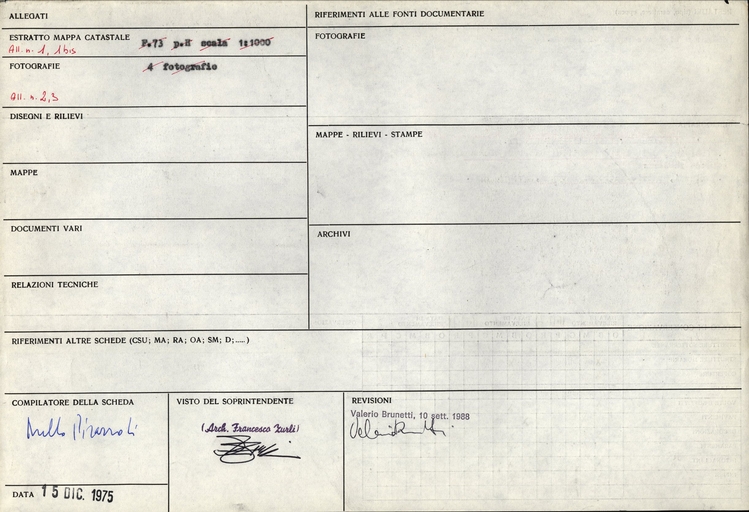 ALLEGATI
ESTRATTO MAPPA CATASTALE
F.73 p.8 scala 1:1000
All. n. 1, 1 bis
FOTOGRAFIE
4 fotografie
All. n. 2, 3
DISEGNI E RILIEVI
MAPPE
DOCUMENTI VARI
RELAZIONI TECNICHE
RIFERIMENTI ALLE FONTI DOCUMENTARIE
FOTOGRAFIE
MAPPE - RILIEVI - STAMPE
ARCHIVI
RIFERIMENTI ALTRE SCHEDE (CSU; MA; RA; OA; SM; D;.....)
COMPILATORE DELLA SCHEDA
DATA 15 DIC. 1975
VISTO DEL SOPRINTENDENTE
(Arch. Francesco Zurli)
REVISIONI
Valerio Brunetti, 10 sett. 1988